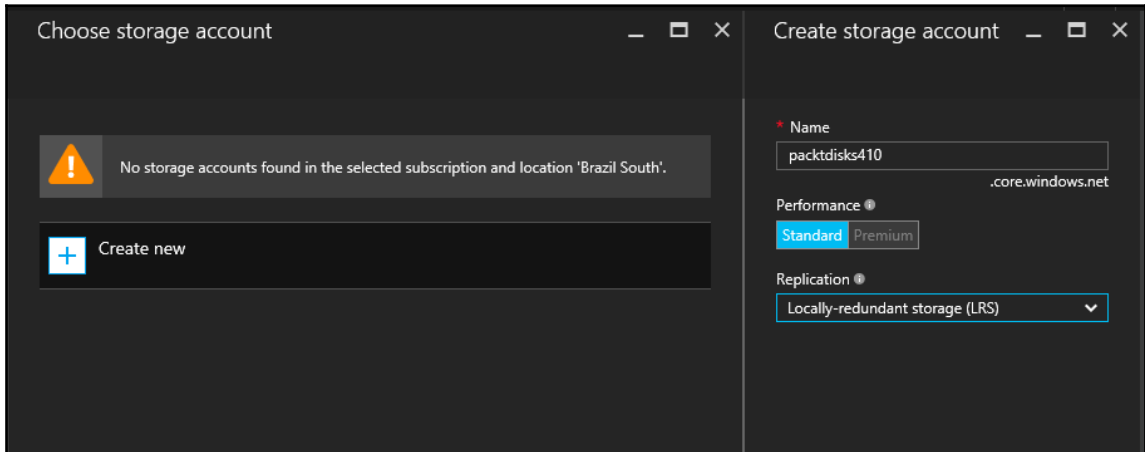 Choose storage account
No storage accounts found in the selected subscription and location 'Brazil South'.
Create new
Create storage account
* Name
packtdisks410
.core.windows.net
Performance
Standard Premium
Replication
Locally-redundant storage (LRS)